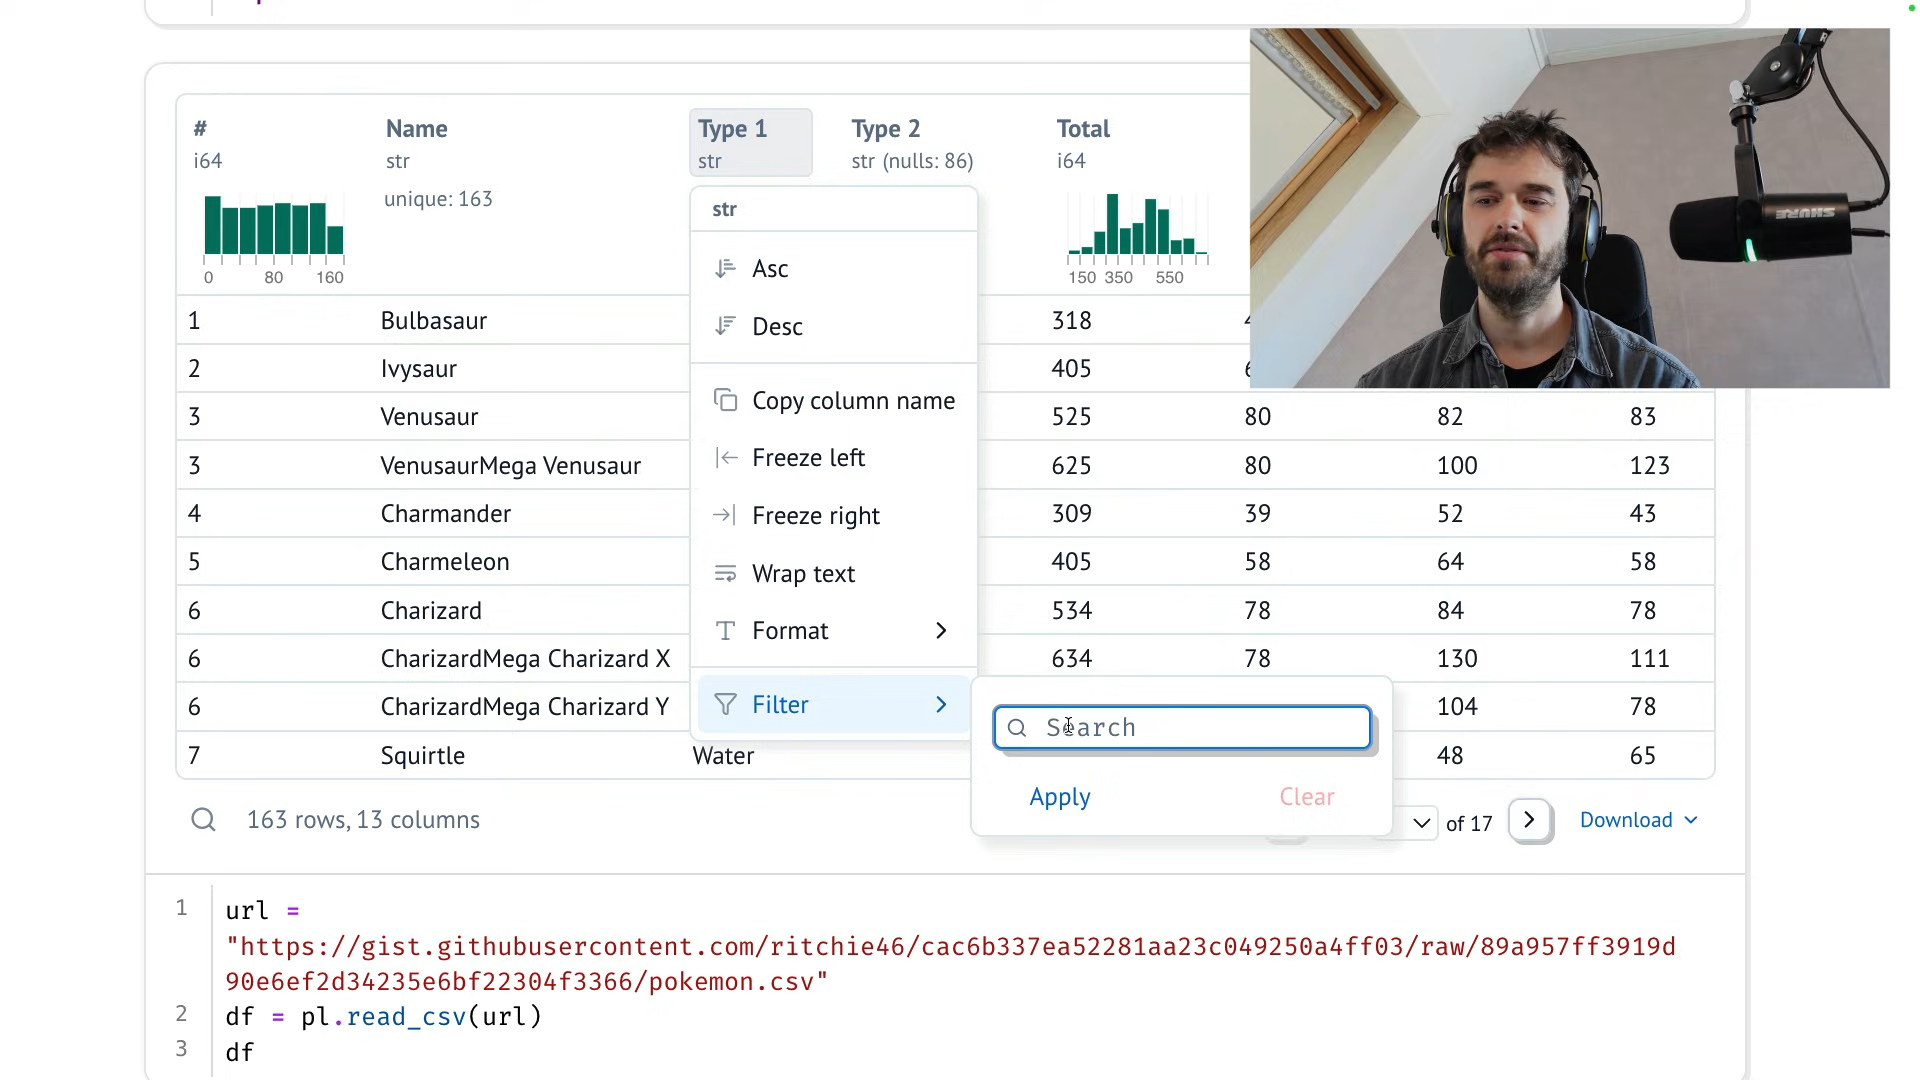 # Name Type 1 Type 2 Total
i64 str str str (nulls: 86) i64
unique: 163
str
0 80 160
150 350 550
Asc
Desc
Copy column name
Freeze left
Freeze right
Wrap text
Format
Filter
Search
Apply Clear
1 Bulbasaur 318
2 Ivysaur 405
3 Venusaur 525 80 82 83
3 VenusaurMega Venusaur 625 80 100 123
4 Charmander 309 39 52 43
5 Charmeleon 405 58 64 58
6 Charizard 534 78 84 78
6 CharizardMega Charizard X 634 78 130 111
6 CharizardMega Charizard Y 104 78
7 Squirtle Water 48 65
163 rows, 13 columns of 17 Download
SHURE
1 url =
"https://gist.githubusercontent.com/ritchie46/cac6b337ea52281aa23c049250a4ff03/raw/89a957ff3919d
90e6ef2d34235e6bf22304f3366/pokemon.csv"
2 df = pl.read_csv(url)
3 df